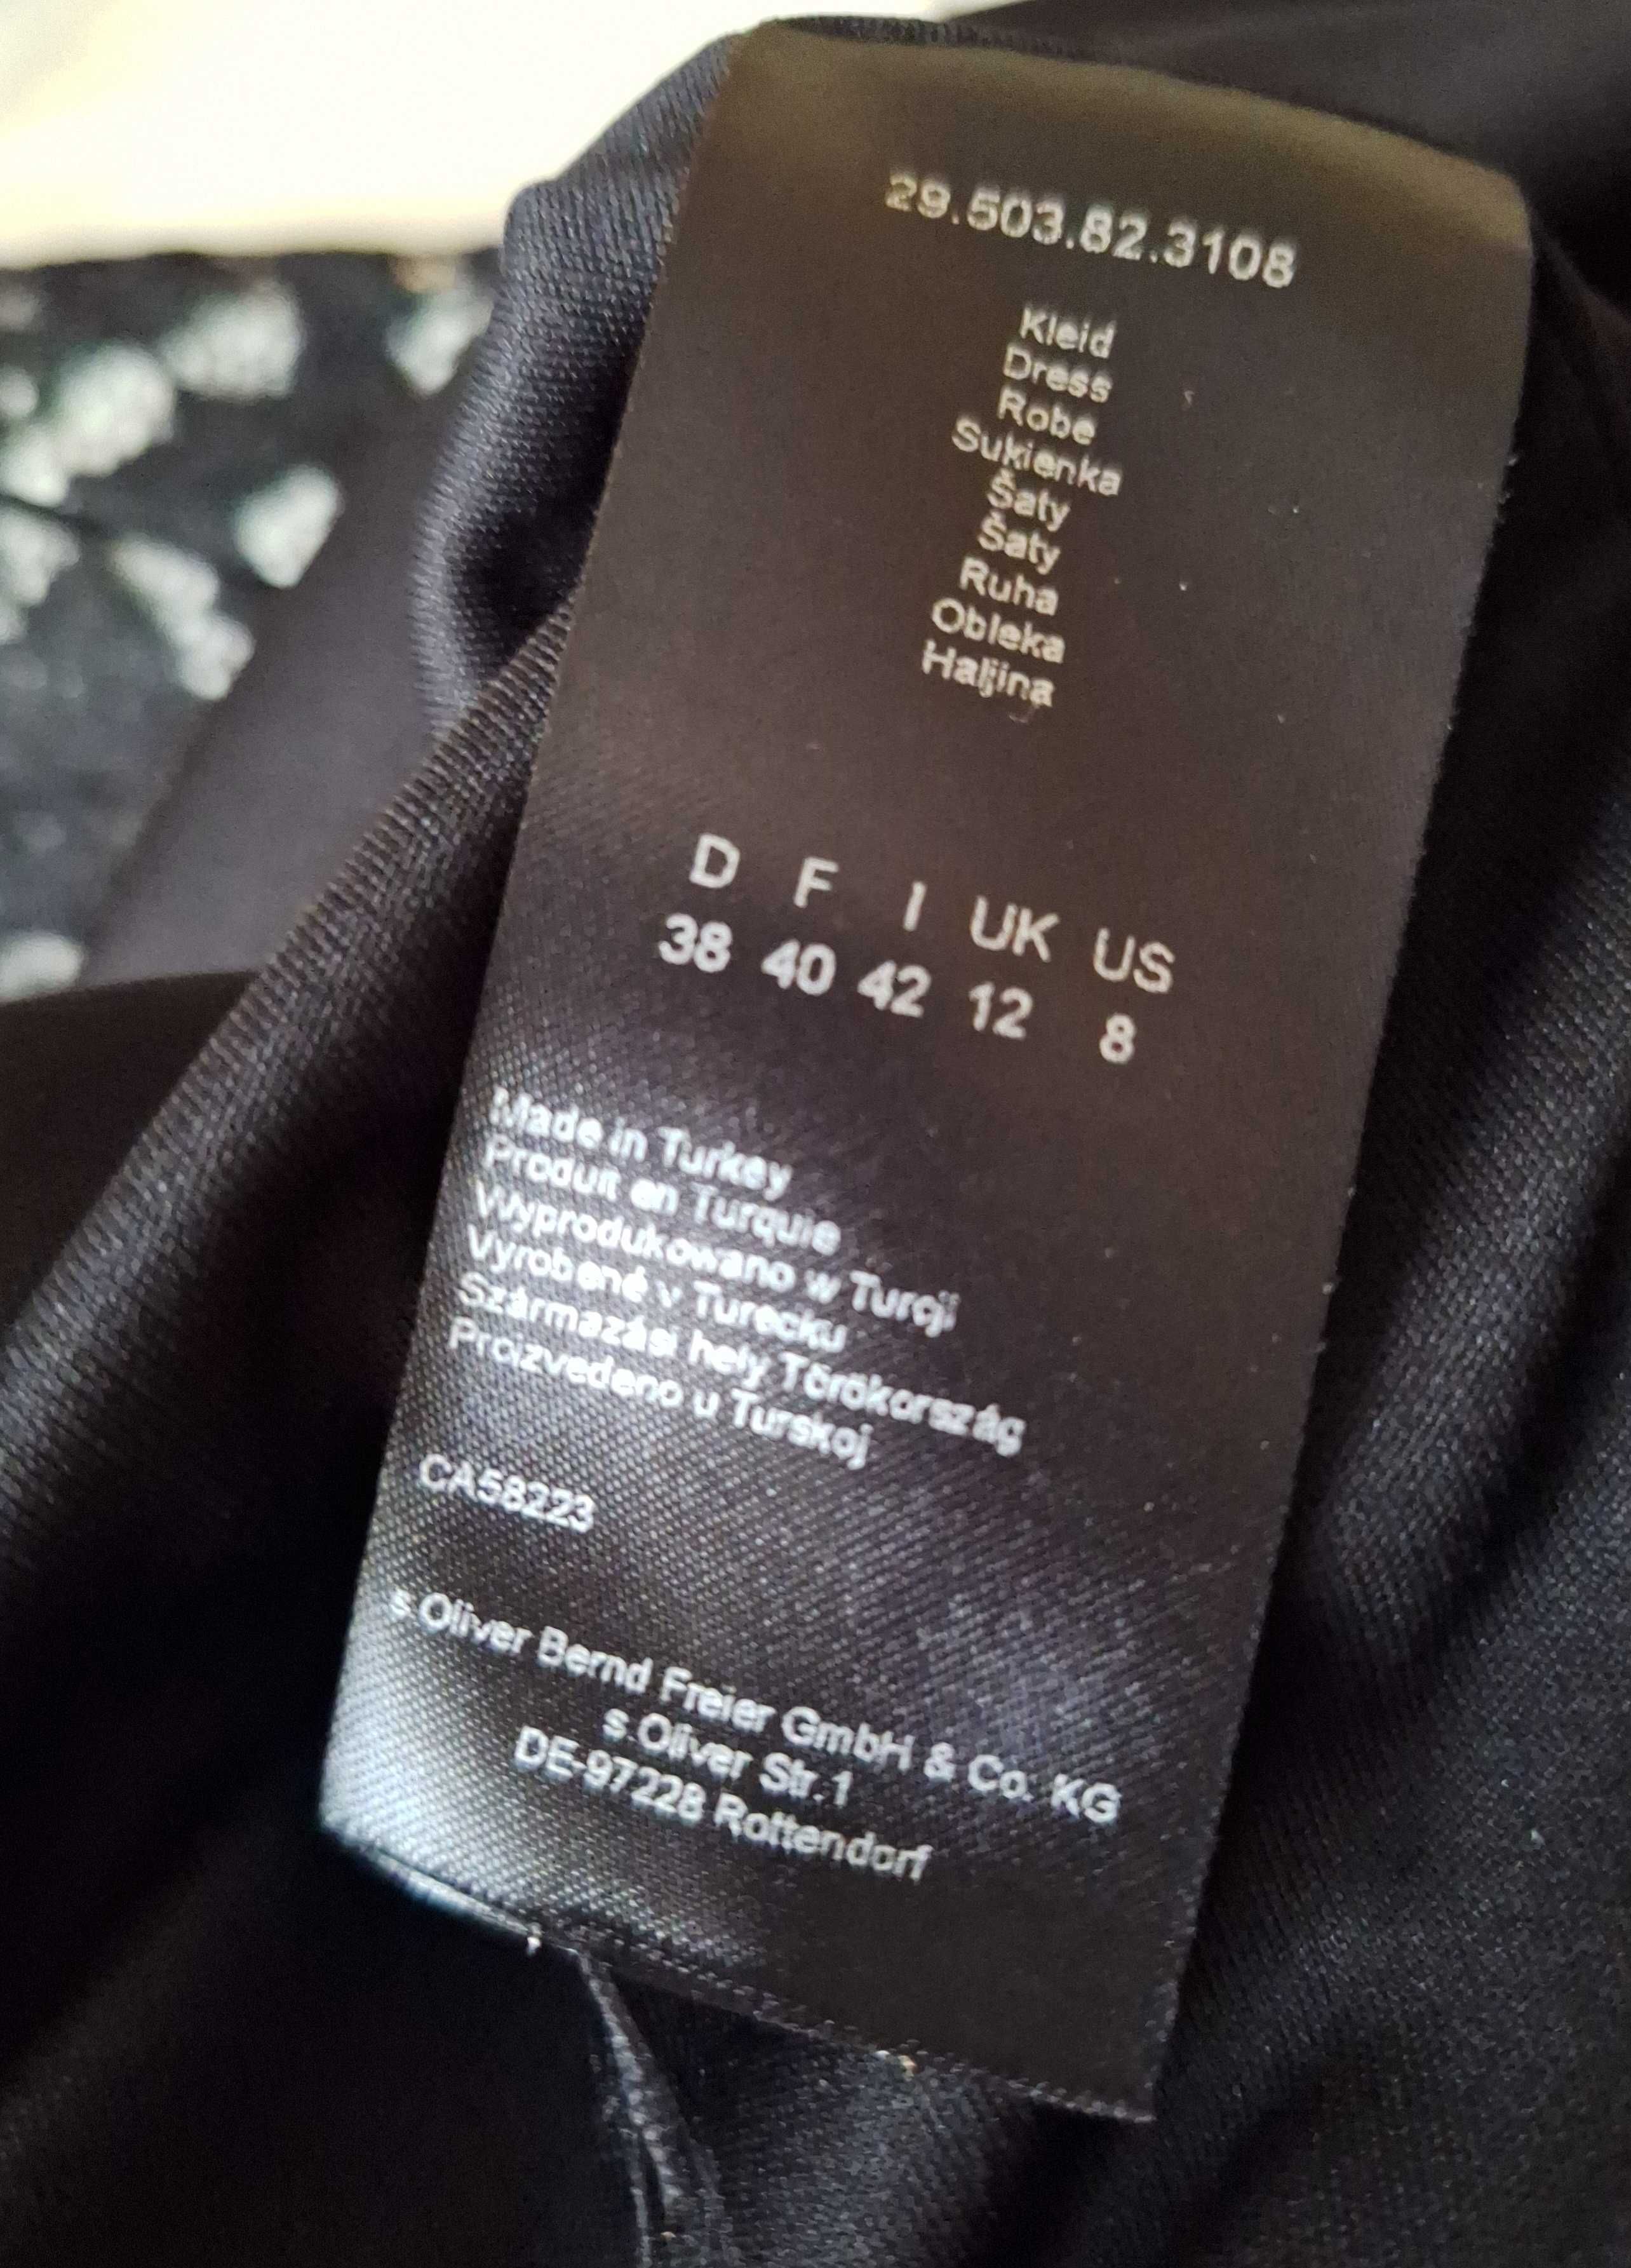 29.503.82.3108
Kleid
Dress
Robe
Sukienka
Šaty
Šaty
Ruha
Obleka
Haljina
D F I UK US
38 40 42 12 8
Made in Turkey
Produit en Turquie
Wyprodukowano w Turcji
Vyrobené v Turecku
Származási hely Törökország
Proizvedeno u Turskoj
CA58223
s Oliver Bernd Freier GmbH & Co. KG
s Oliver Str.1
DE-97228 Rottendorf